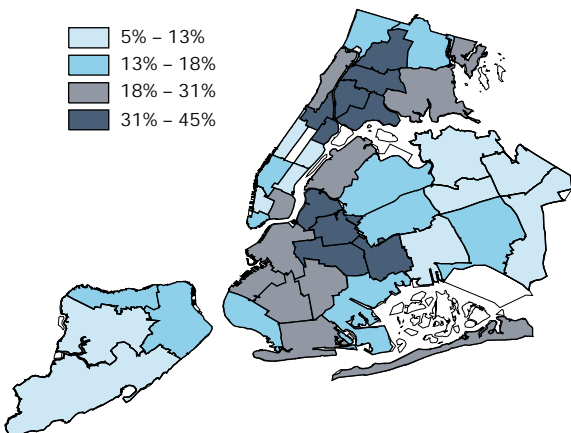 5% – 13%
13% – 18%
18% – 31%
31% – 45%